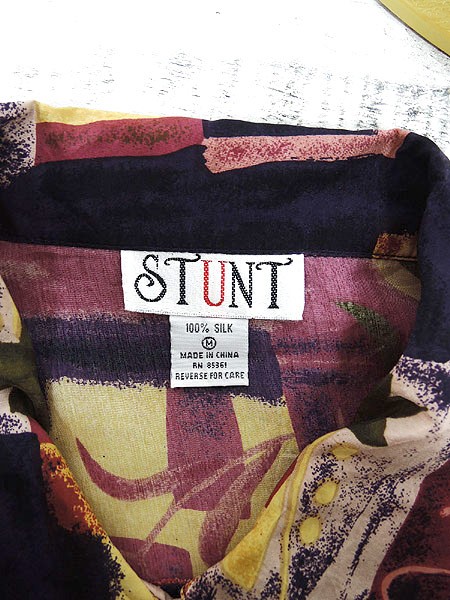 STUNT
100% SILK
M
MADE IN CHINA
RN 85361
REVERSE FOR CARE